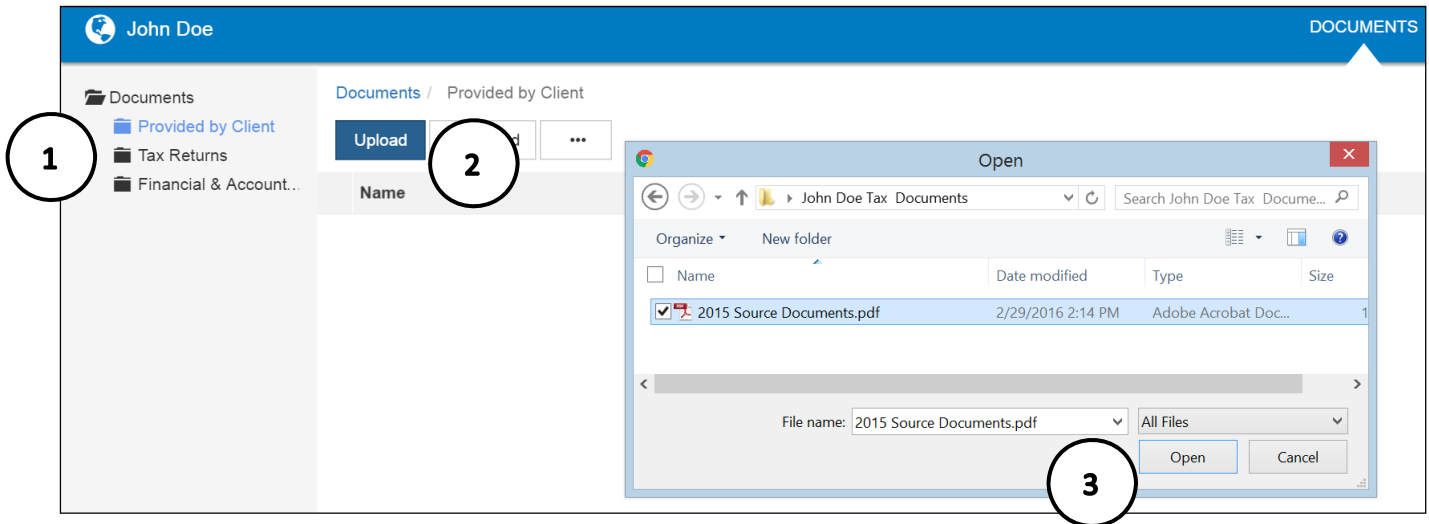 John Doe
DOCUMENTS
Documents
Provided by Client
Tax Returns
Financial & Account...
1
Documents / Provided by Client
Upload
2
•••
Name
Open
John Doe Tax Documents
Search John Doe Tax Docume...
Organize
New folder
Name Date modified Type Size
2015 Source Documents.pdf 2/29/2016 2:14 PM Adobe Acrobat Doc... 1
File name: 2015 Source Documents.pdf All Files
Open Cancel
3